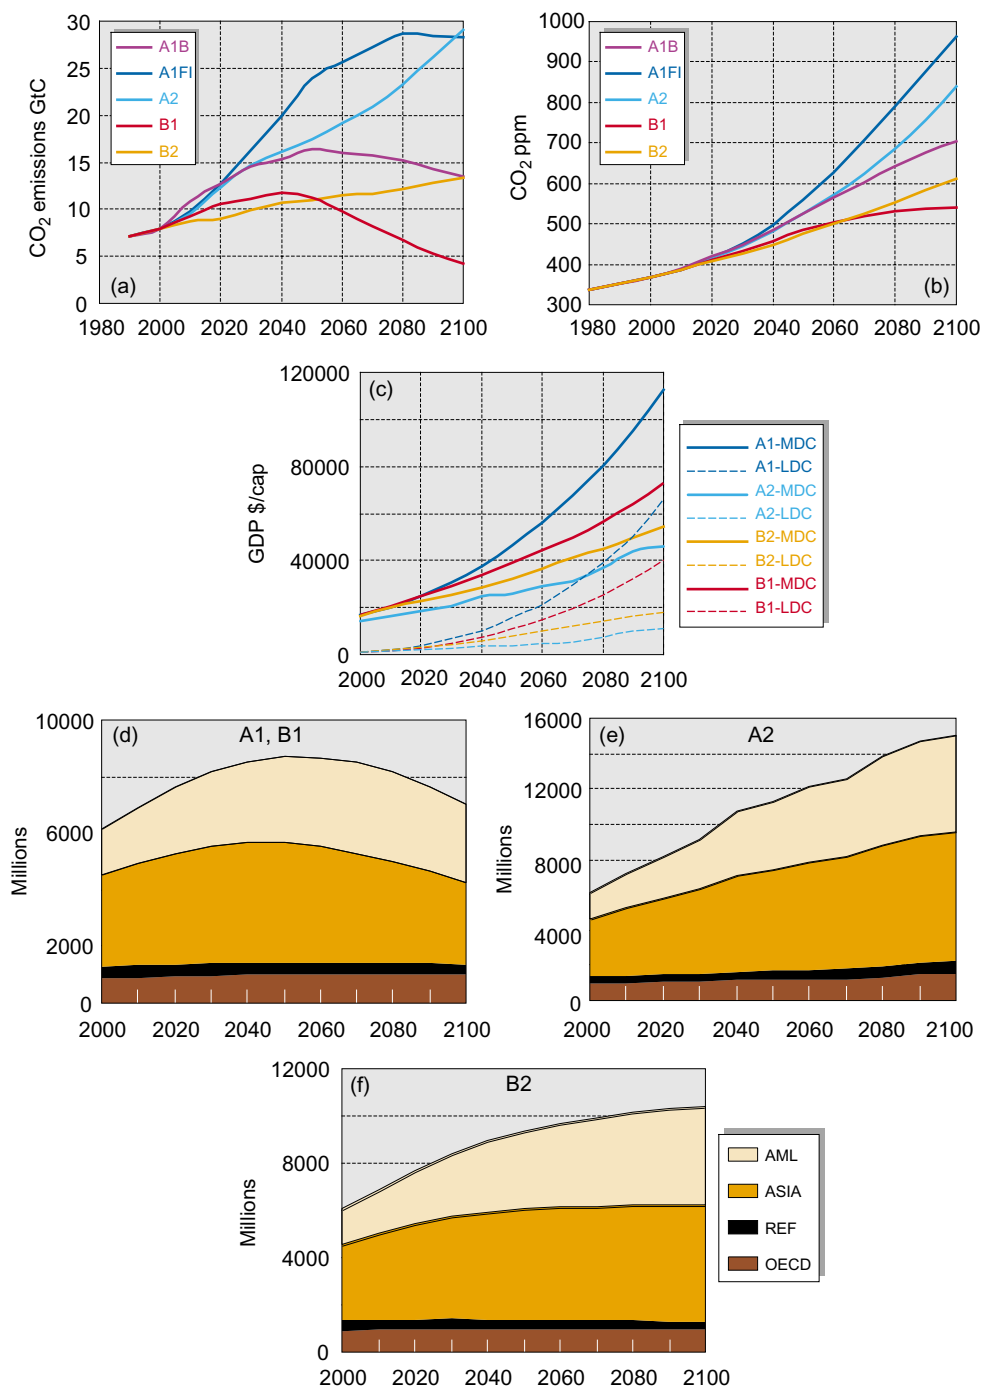 30
25
20
15
10
5
0
CO2 emissions GtC
A1B
A1FI
A2
B1
B2
(a)
1980 2000 2020 2040 2060 2080 2100
1000
900
800
700
600
500
400
300
CO2 ppm
A1B
A1FI
A2
B1
B2
(b)
1980 2000 2020 2040 2060 2080 2100
120000
80000
40000
0
GDP $/cap
(c)
2000 2020 2040 2060 2080 2100
A1-MDC
A1-LDC
A2-MDC
A2-LDC
B2-MDC
B2-LDC
B1-MDC
B1-LDC
10000
6000
2000
0
Millions
(d)
A1, B1
2000 2020 2040 2060 2080 2100
16000
12000
8000
4000
0
Millions
(e)
A2
2000 2020 2040 2060 2080 2100
12000
8000
4000
0
Millions
(f)
B2
2000 2020 2040 2060 2080 2100
AML
ASIA
REF
OECD